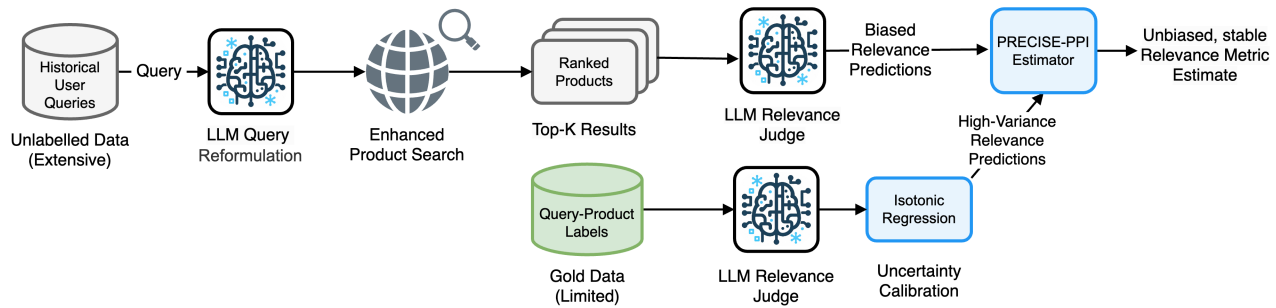 Historical
User
Queries
Unlabelled Data
(Extensive)
Query
LLM Query
Reformulation
Enhanced
Product Search
Ranked
Products
Top-K Results
LLM Relevance
Judge
Biased
Relevance
Predictions
PRECISE-PPI
Estimator
Unbiased, stable
Relevance Metric
Estimate
Query-Product
Labels
Gold Data
(Limited)
LLM Relevance
Judge
Isotonic
Regression
Uncertainty
Calibration
High-Variance
Relevance
Predictions